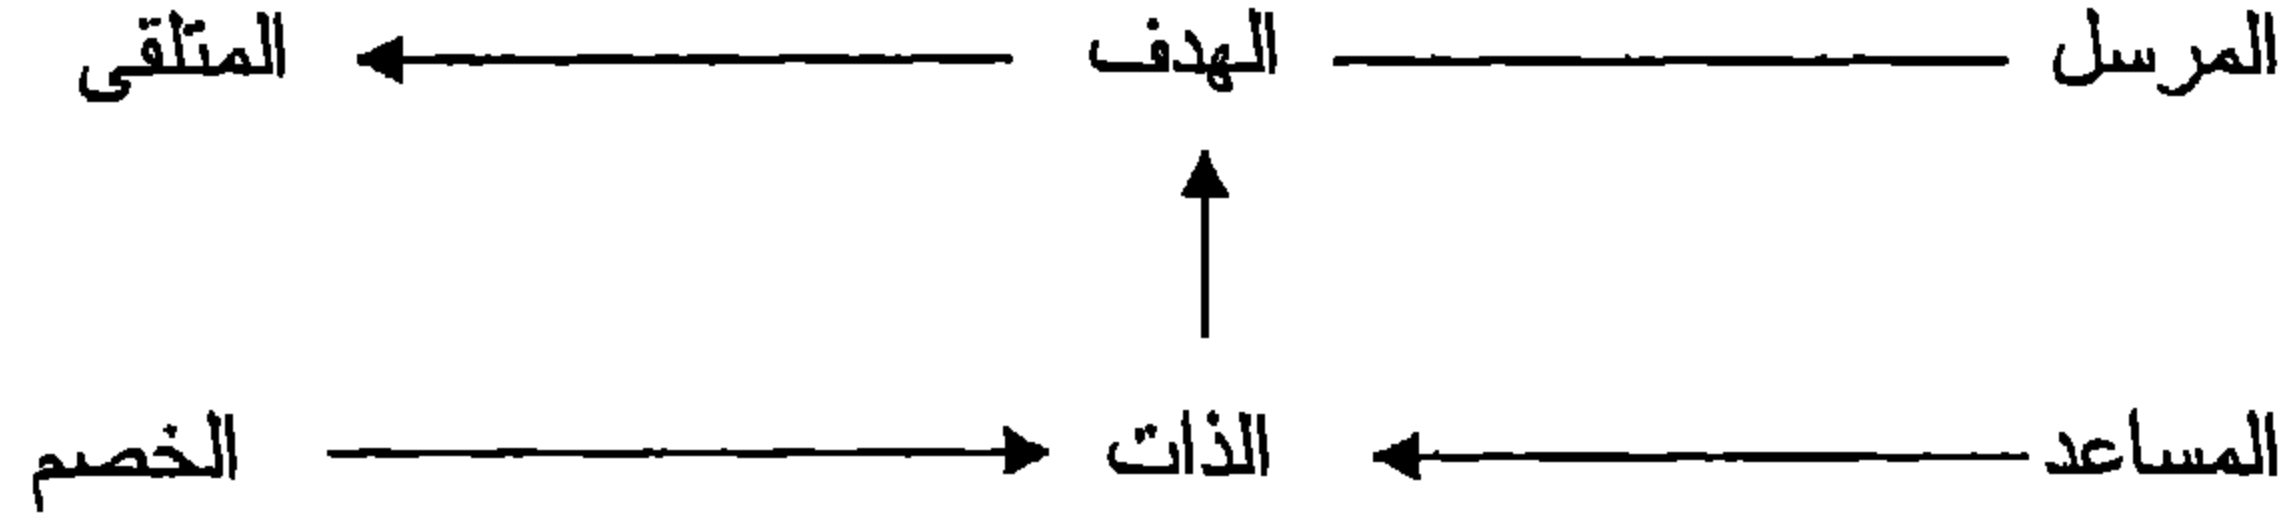 المرسل الهدف المتلقى
المساعد الذات الخصم